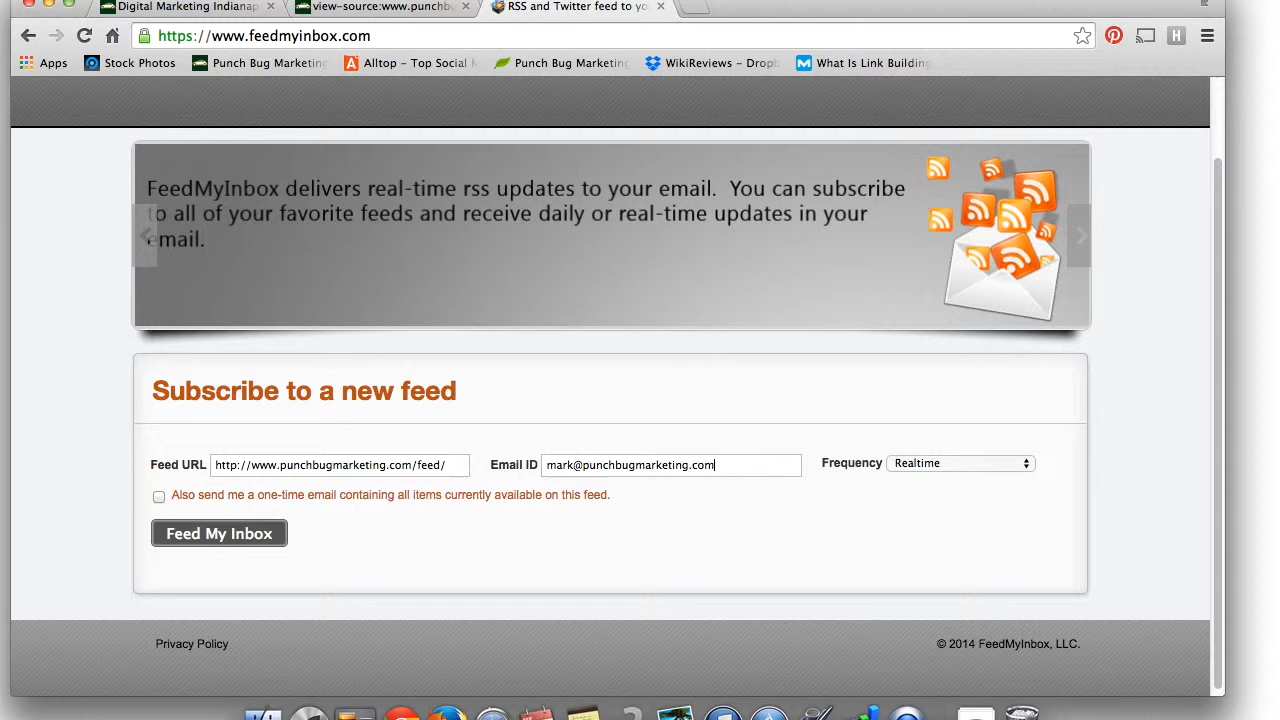 Digital Marketing Indianap
view-source:www.punchbu
RSS and Twitter feed to yo
https://www.feedmyinbox.com
Apps
Stock Photos
Punch Bug Marketing
Alltop - Top Social M
Punch Bug Marketing
WikiReviews - Dropb
What Is Link Building
FeedMyInbox delivers real-time rss updates to your email. You can subscribe
to all of your favorite feeds and receive daily or real-time updates in your
email.
Subscribe to a new feed
Feed URL http://www.punchbugmarketing.com/feed/ Email ID mark@punchbugmarketing.com Frequency Realtime
Also send me a one-time email containing all items currently available on this feed.
Feed My Inbox
Privacy Policy
© 2014 FeedMyInbox, LLC.